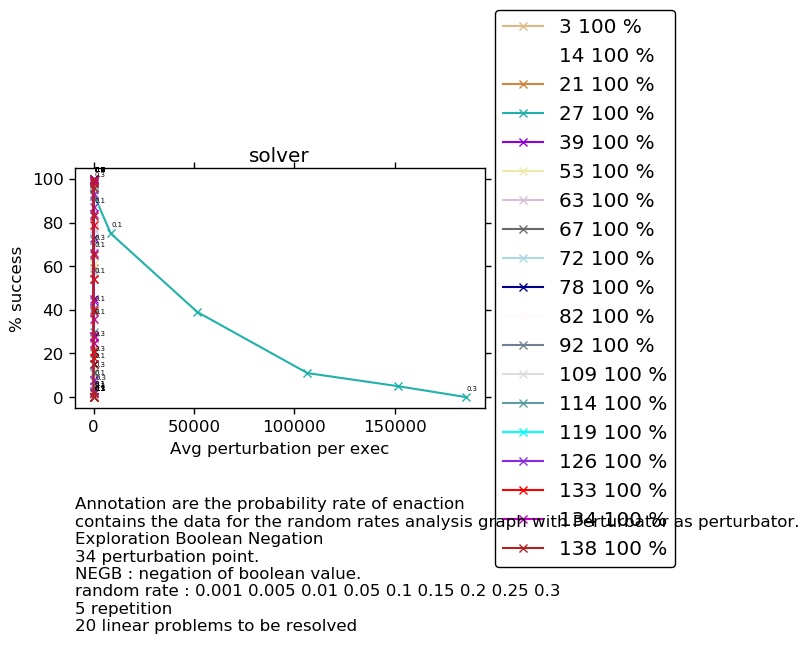 solver
100
80
60
40
20
0
% success
0 50000 100000 150000
Avg perturbation per exec
0.1
0.3
3 100 %
14 100 %
21 100 %
27 100 %
39 100 %
53 100 %
63 100 %
67 100 %
72 100 %
78 100 %
82 100 %
92 100 %
109 100 %
114 100 %
119 100 %
126 100 %
133 100 %
134 100 %
138 100 %
Annotation are the probability rate of enaction
contains the data for the random rates analysis graph with Perturbator as perturbator.
Exploration Boolean Negation
34 perturbation point.
NEGB : negation of boolean value.
random rate : 0.001 0.005 0.01 0.05 0.1 0.15 0.2 0.25 0.3
5 repetition
20 linear problems to be resolved